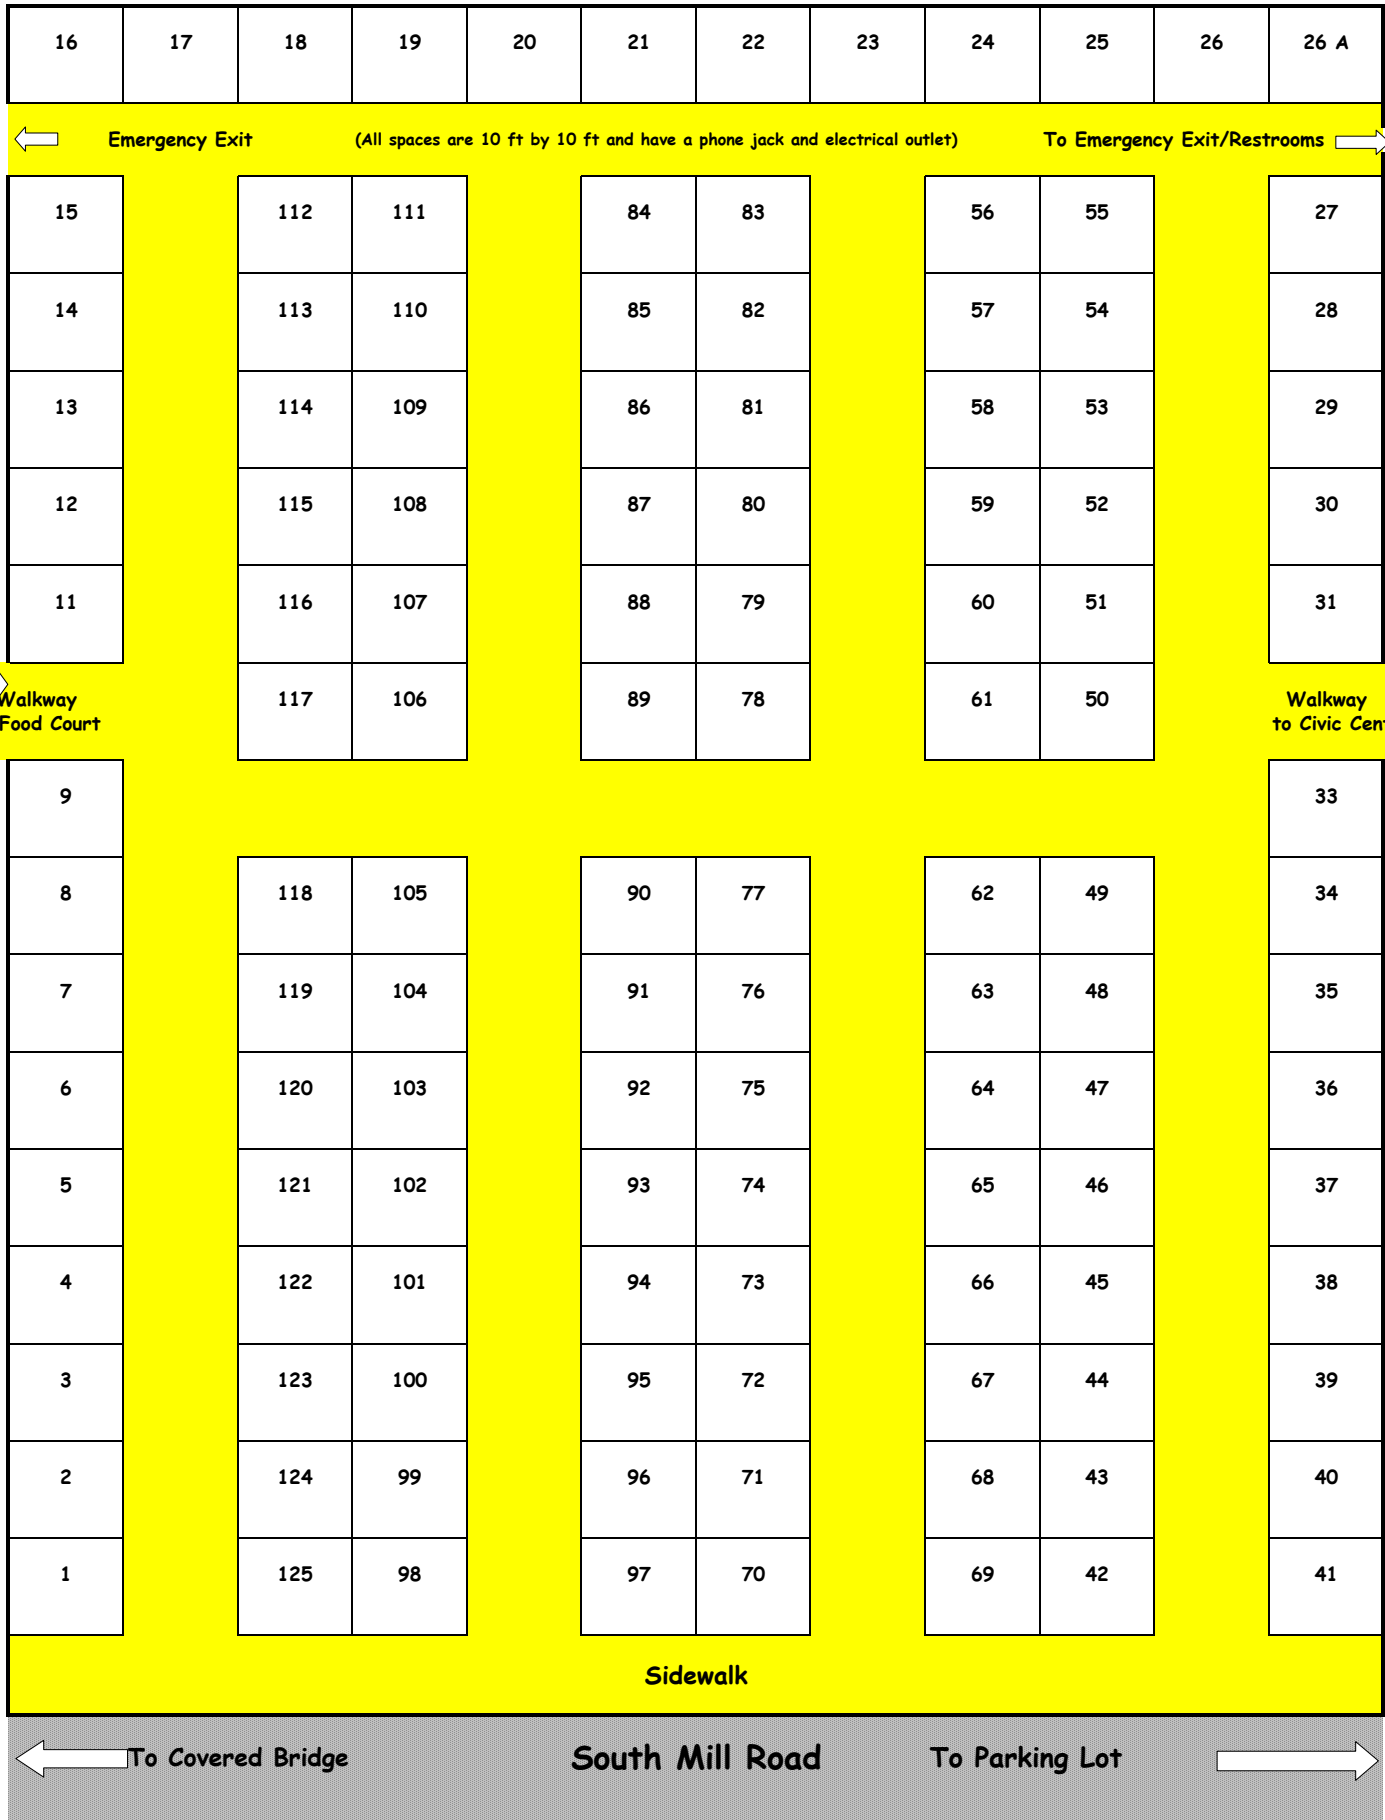 16 17 18 19 20 21 22 23 24 25 26 26 A
Emergency Exit (All spaces are 10 ft by 10 ft and have a phone jack and electrical outlet) To Emergency Exit/Restrooms
15 112 111 84 83 56 55 27
14 113 110 85 82 57 54 28
13 114 109 86 81 58 53 29
12 115 108 87 80 59 52 30
11 116 107 88 79 60 51 31
Walkway 117 106 89 78 61 50 Walkway
Food Court to Civic Cent
9 33
8 118 105 90 77 62 49 34
7 119 104 91 76 63 48 35
6 120 103 92 75 64 47 36
5 121 102 93 74 65 46 37
4 122 101 94 73 66 45 38
3 123 100 95 72 67 44 39
2 124 99 96 71 68 43 40
1 125 98 97 70 69 42 41
Sidewalk
To Covered Bridge South Mill Road To Parking Lot